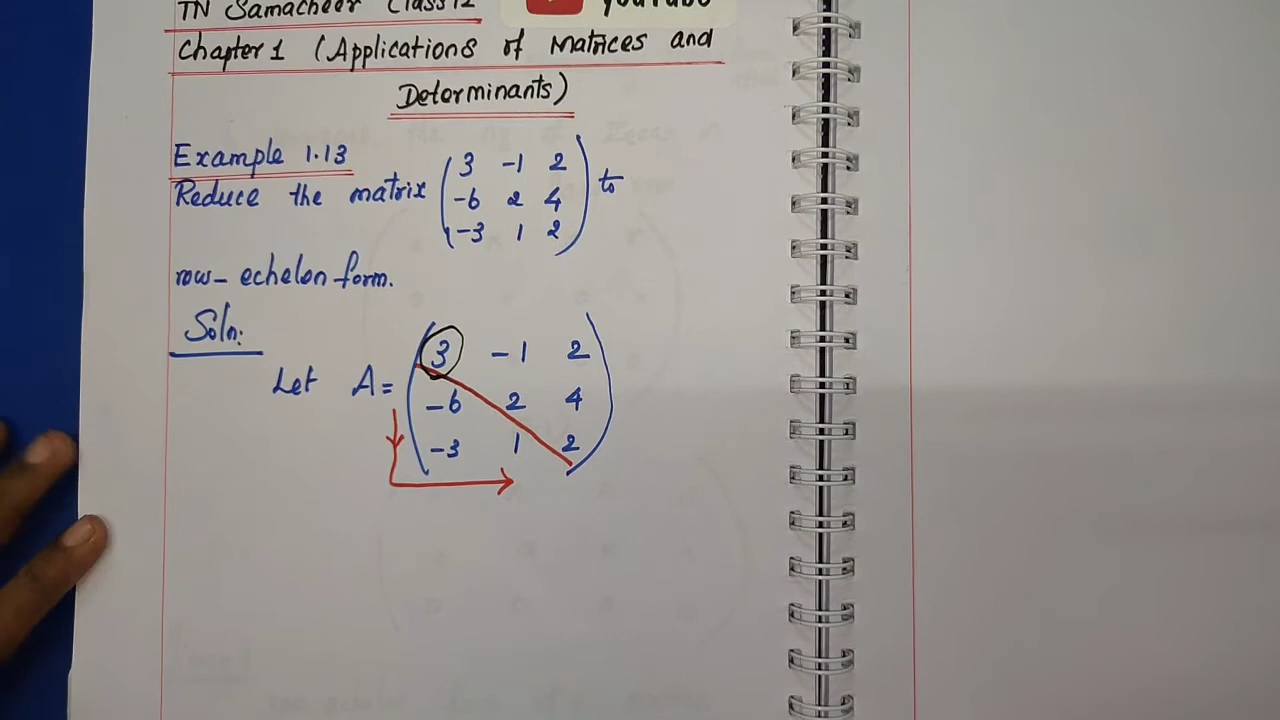 TN Samacheer Class 12
YouTube
Chapter 1 (Applications of Matrices and
Determinants)
Example 1.13
Reduce the matrix ( 3 -1 2
-6 2 4
-3 1 2 ) to
row-echelon form.
Soln:
Let A = ( 3 -1 2
-6 2 4
-3 1 2 )